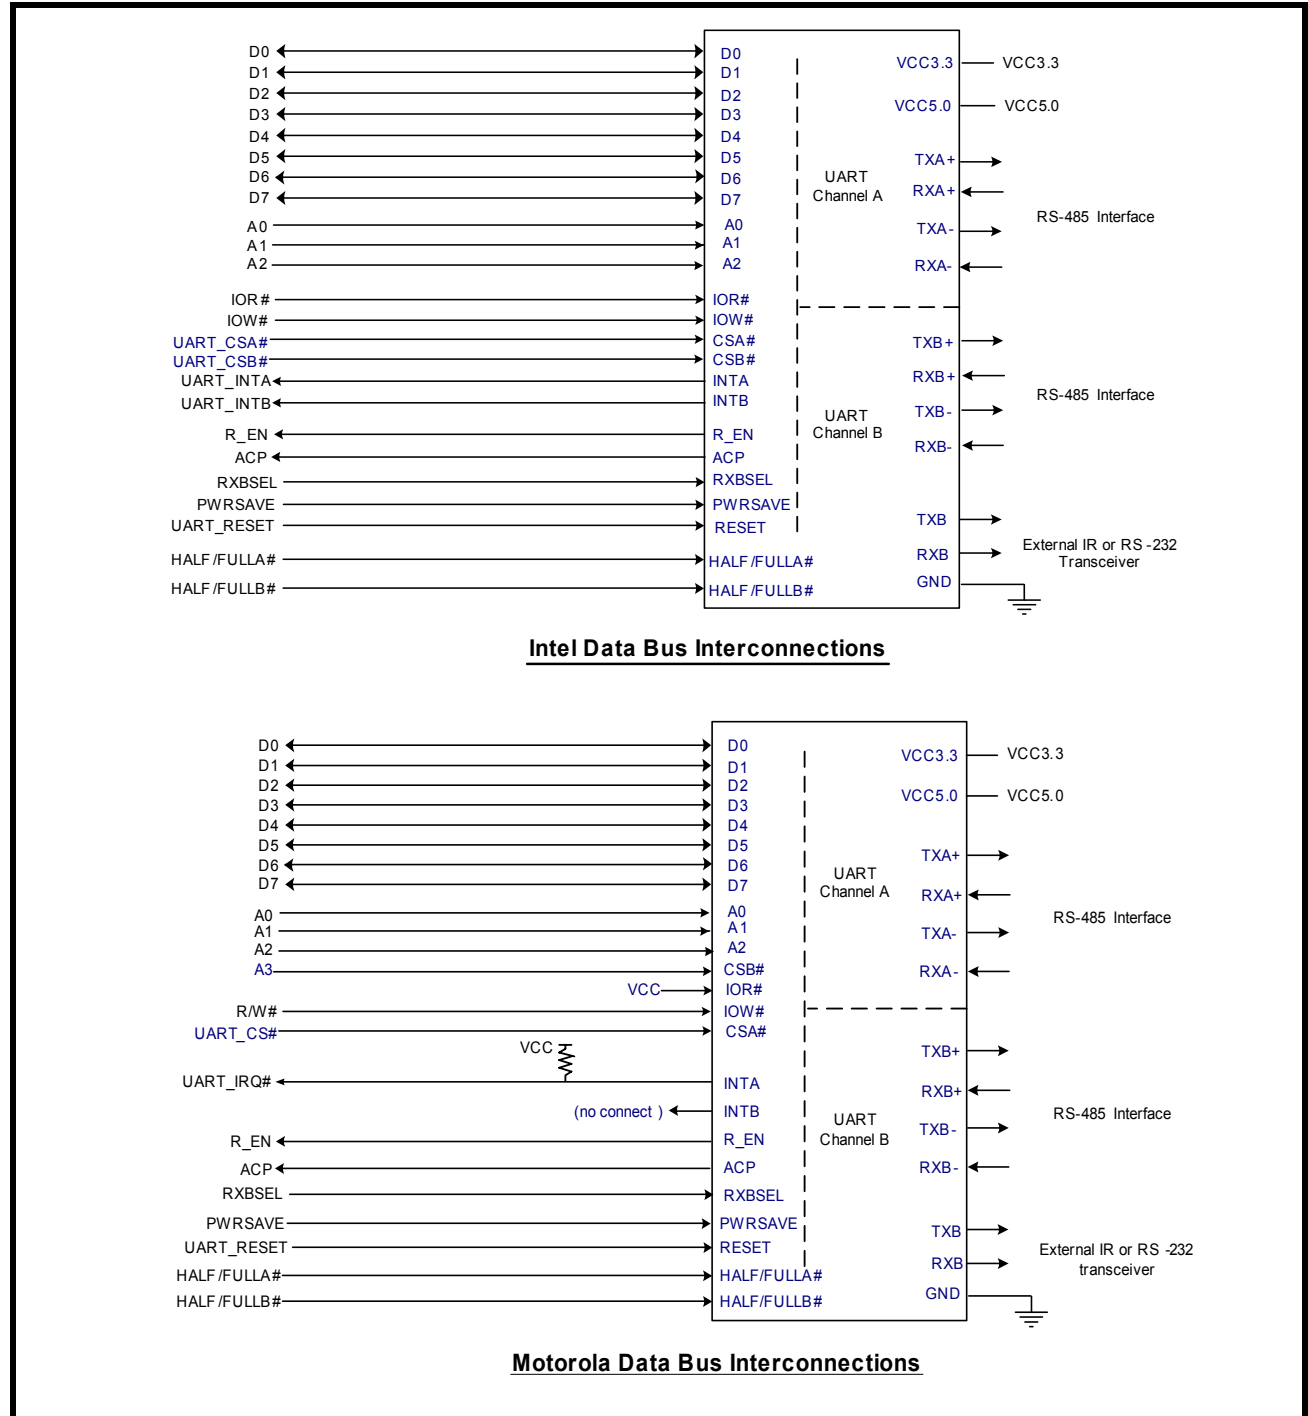 D0 D0
D1 D1
D2 D2
D3 D3
D4 D4
D5 D5
D6 D6
D7 D7
A0 A0
A1 A1
A2 A2
IOR# IOR#
IOW# IOW#
UART_CSA# CSA#
UART_CSB# CSB#
UART_INTA INTA
UART_INTB INTB
R_EN R_EN
ACP ACP
RXBSEL RXBSEL
PWRSAVE PWRSAVE
UART_RESET RESET
HALF/FULLA# HALF/FULLA#
HALF/FULLB# HALF/FULLB#
UART
Channel A
UART
Channel B
VCC3.3 VCC3.3
VCC5.0 VCC5.0
TXA+
RXA+
TXA-
RXA-
RS-485 Interface
TXB+
RXB+
TXB-
RXB-
RS-485 Interface
TXB
RXB
External IR or RS -232
Transceiver
GND
Intel Data Bus Interconnections
D0 D0
D1 D1
D2 D2
D3 D3
D4 D4
D5 D5
D6 D6
D7 D7
A0 A0
A1 A1
A2 A2
A3 CSB#
VCC IOR#
R/W# IOW#
UART_CS# CSA#
VCC
UART_IRQ# INTA
(no connect ) INTB
R_EN R_EN
ACP ACP
RXBSEL RXBSEL
PWRSAVE PWRSAVE
UART_RESET RESET
HALF/FULLA# HALF/FULLA#
HALF/FULLB# HALF/FULLB#
UART
Channel A
UART
Channel B
VCC3.3 VCC3.3
VCC5.0 VCC5.0
TXA+
RXA+
TXA-
RXA-
RS-485 Interface
TXB+
RXB+
TXB-
RXB-
RS-485 Interface
TXB
RXB
External IR or RS -232
transceiver
GND
Motorola Data Bus Interconnections